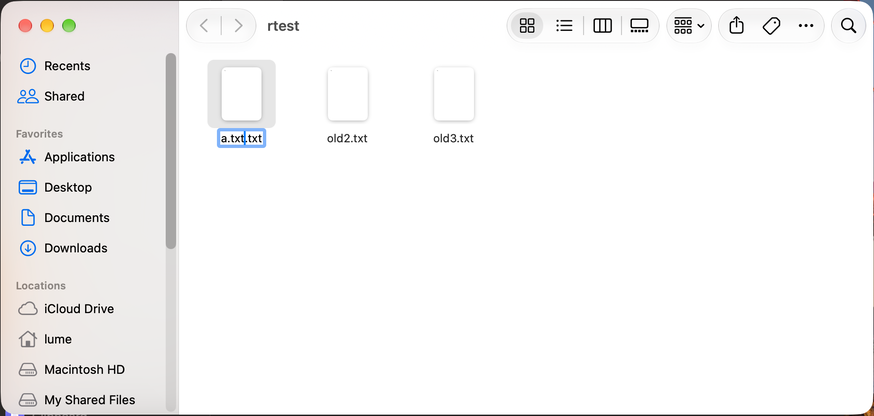 rtest
Recents
Shared
Favorites
Applications
Desktop
Documents
Downloads
Locations
iCloud Drive
lume
Macintosh HD
My Shared Files
a.txt.txt
old2.txt
old3.txt